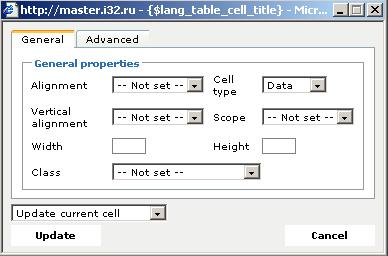 http://master.i32.ru - {$lang_table_cell_title} - Micr...
General Advanced
General properties
Alignment -- Not set -- Cell type Data
Vertical alignment -- Not set -- Scope -- Not set --
Width Height
Class -- Not set --
Update current cell
Update Cancel